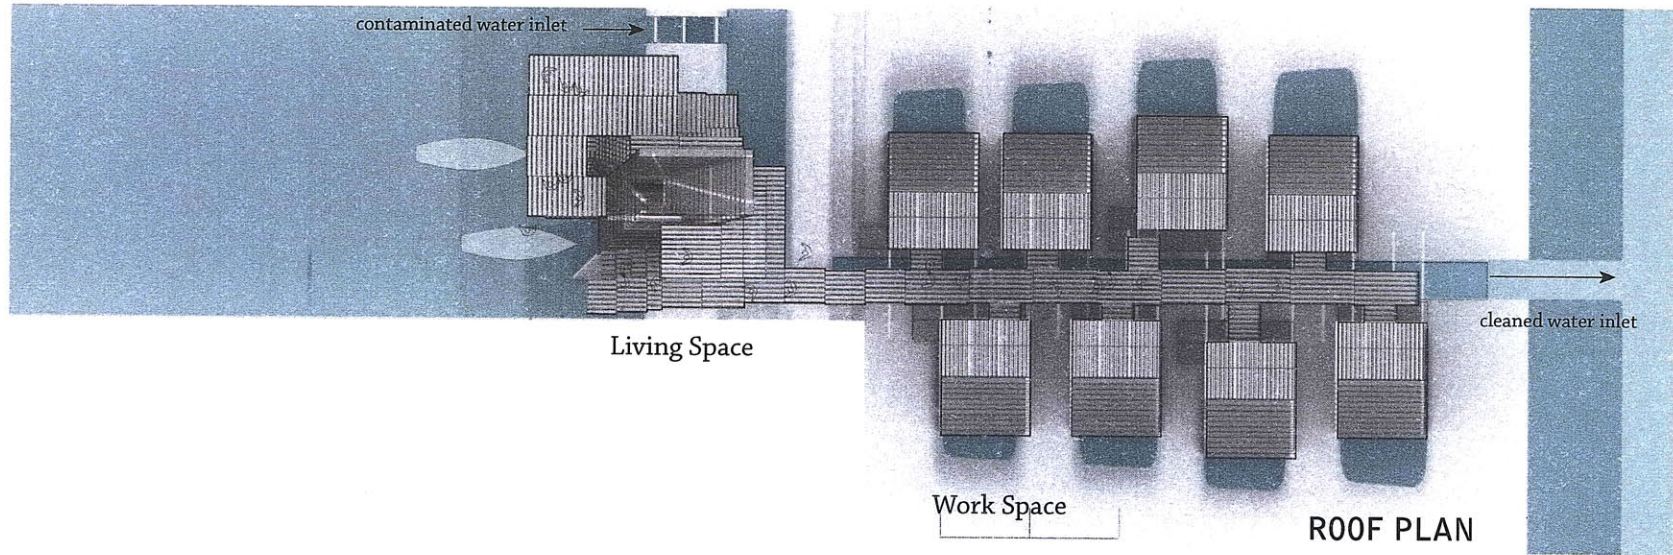 contaminated water inlet
cleaned water inlet
Living Space
Work Space
ROOF PLAN